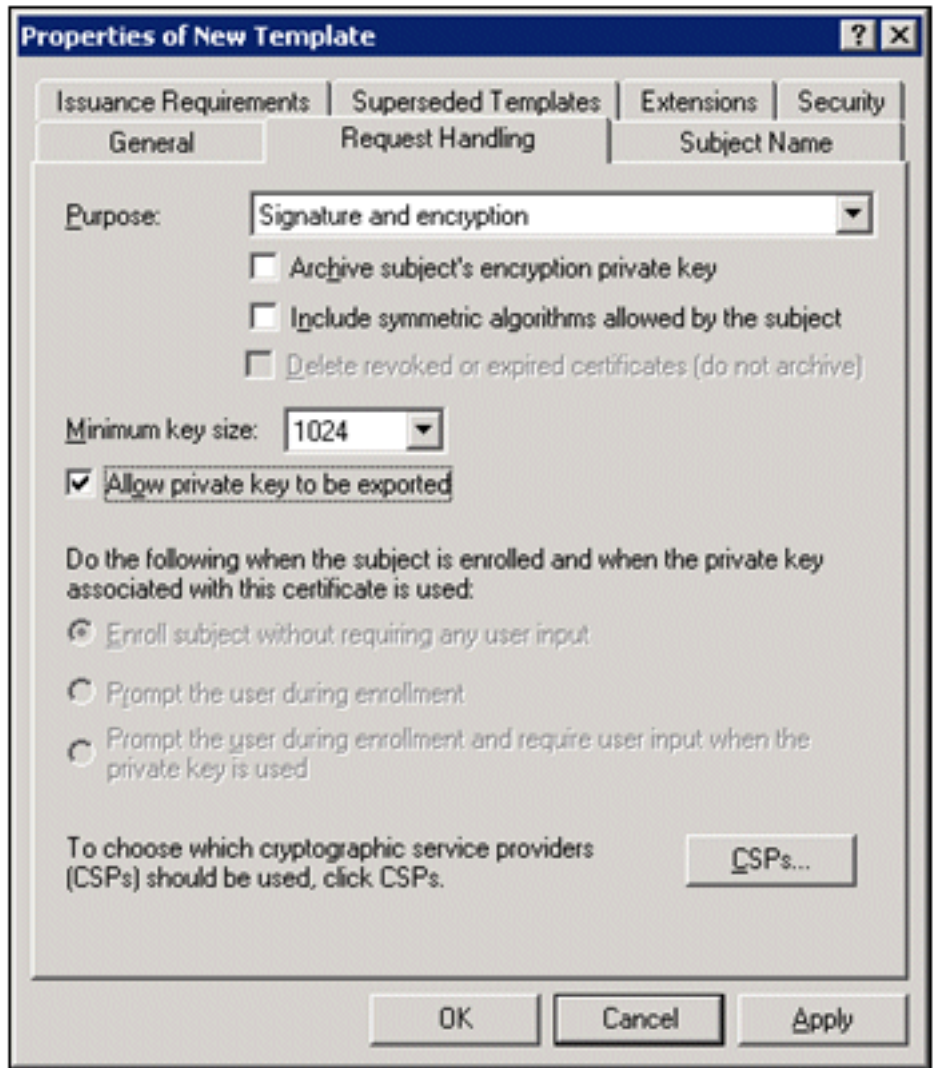 Properties of New Template
Issuance Requirements Superseded Templates Extensions Security
General Request Handling Subject Name
Purpose: Signature and encryption
Archive subject's encryption private key
Include symmetric algorithms allowed by the subject
Delete revoked or expired certificates (do not archive)
Minimum key size: 1024
Allow private key to be exported
Do the following when the subject is enrolled and when the private key
associated with this certificate is used:
Enroll subject without requiring any user input
Prompt the user during enrollment
Prompt the user during enrollment and require user input when the
private key is used
To choose which cryptographic service providers
(CSPs) should be used, click CSPs.
CSPs...
OK Cancel Apply